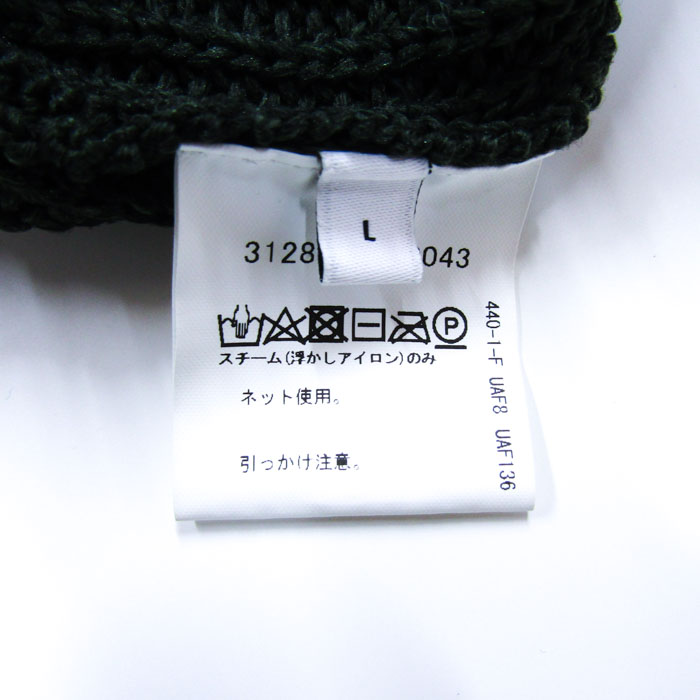 L
3128 043
スチーム(浮かしアイロン)のみ
ネット使用。
引っかけ注意。
440-1-F UAF8 UAF136